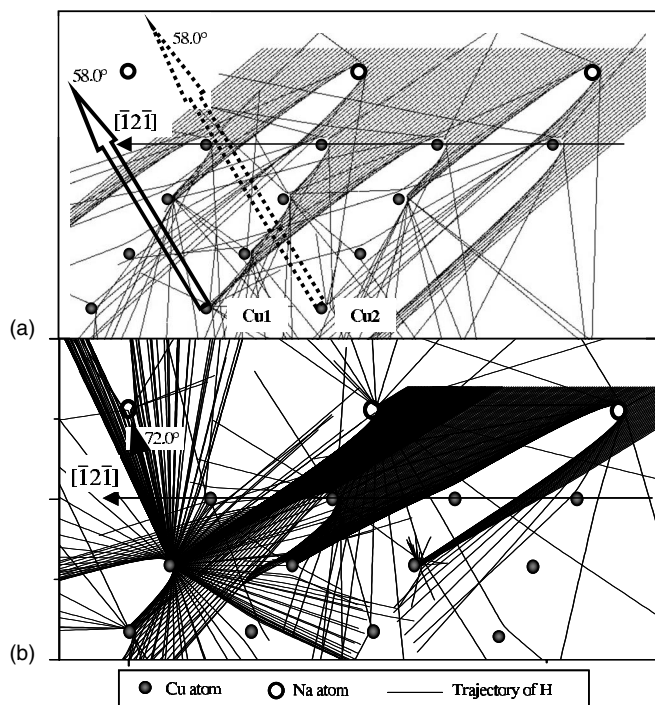 58.0°
58.0°
[1̄21̄]
Cu1
Cu2
(a)
72.0°
[1̄21̄]
(b)
Cu atom
Na atom
Trajectory of H